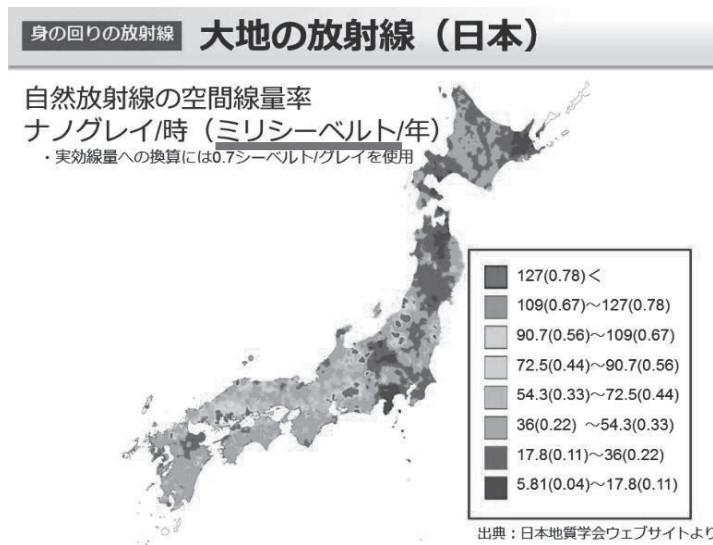 身の回りの放射線 大地の放射線（日本）
自然放射線の空間線量率
ナノグレイ/時（ミリシーベルト/年）
・実効線量への換算には0.7シーベルト/グレイを使用
127(0.78)＜
109(0.67)～127(0.78)
90.7(0.56)～109(0.67)
72.5(0.44)～90.7(0.56)
54.3(0.33)～72.5(0.44)
36(0.22) ～54.3(0.33)
17.8(0.11)～36(0.22)
5.81(0.04)～17.8(0.11)
出典：日本地質学会ウェブサイトより